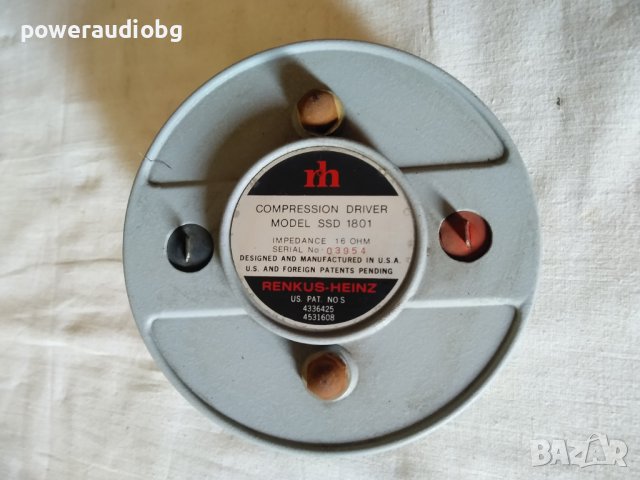 poweraudiobg
rh
COMPRESSION DRIVER
MODEL SSD 1801
IMPEDANCE 16 OHM
SERIAL No: 03954
DESIGNED AND MANUFACTURED IN U.S.A.
U.S. AND FOREIGN PATENTS PENDING
RENKUS-HEINZ
US. PAT. NO S
4336425
4531608
BAZAR